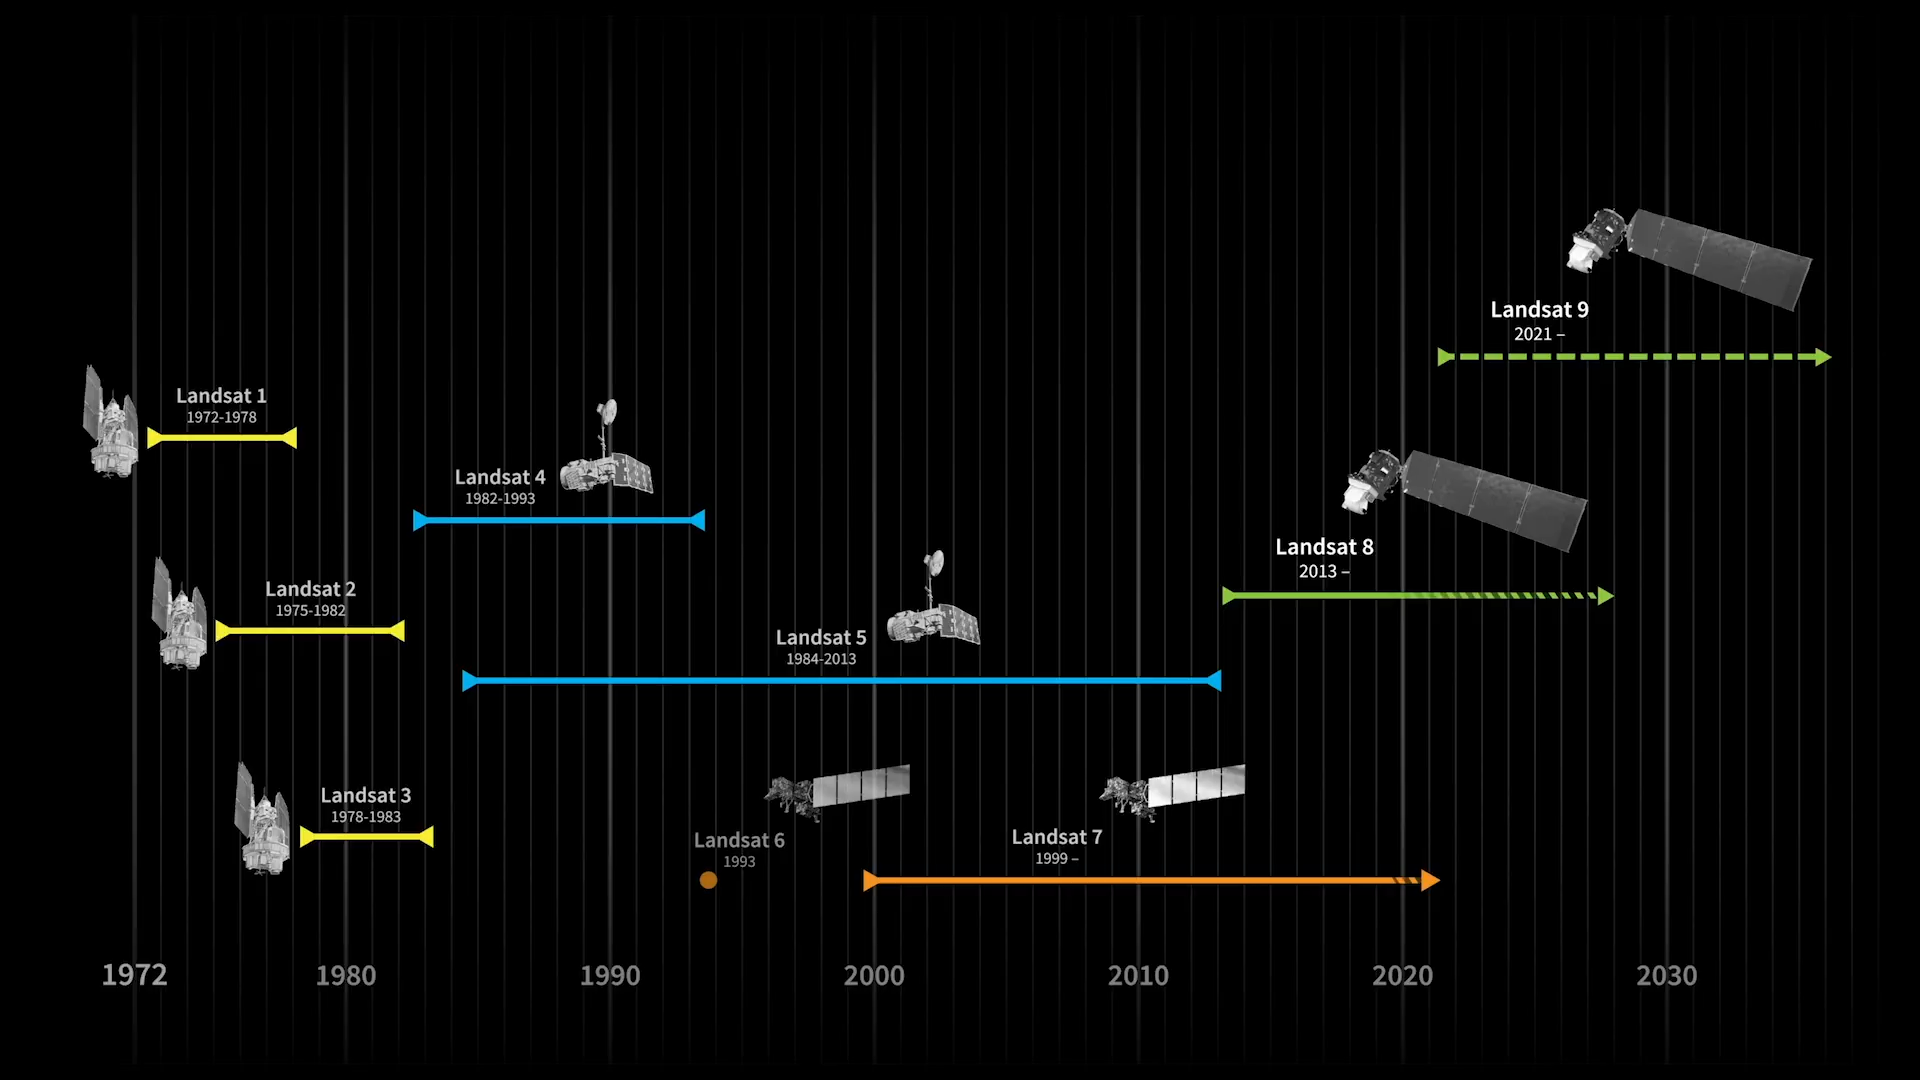 Landsat 9
2021 –
Landsat 1
1972-1978
Landsat 4
1982-1993
Landsat 8
2013 –
Landsat 2
1975-1982
Landsat 5
1984-2013
Landsat 3
1978-1983
Landsat 6
1993
Landsat 7
1999 –
1972
1980
1990
2000
2010
2020
2030